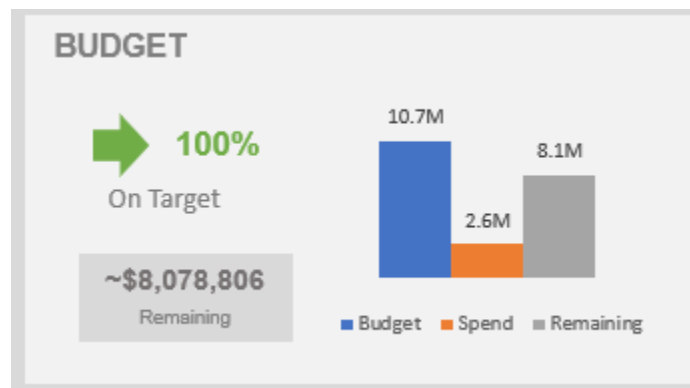 BUDGET
100%
On Target
~$8,078,806
Remaining
10.7M
2.6M
8.1M
Budget Spend Remaining